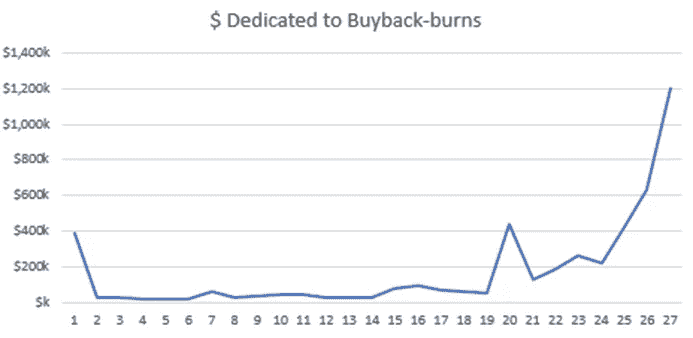 $ Dedicated to Buyback-burns
$1,400k
$1,200k
$1,000k
$800k
$600k
$400k
$200k
$k
1 2 3 4 5 6 7 8 9 10 11 12 13 14 15 16 17 18 19 20 21 22 23 24 25 26 27